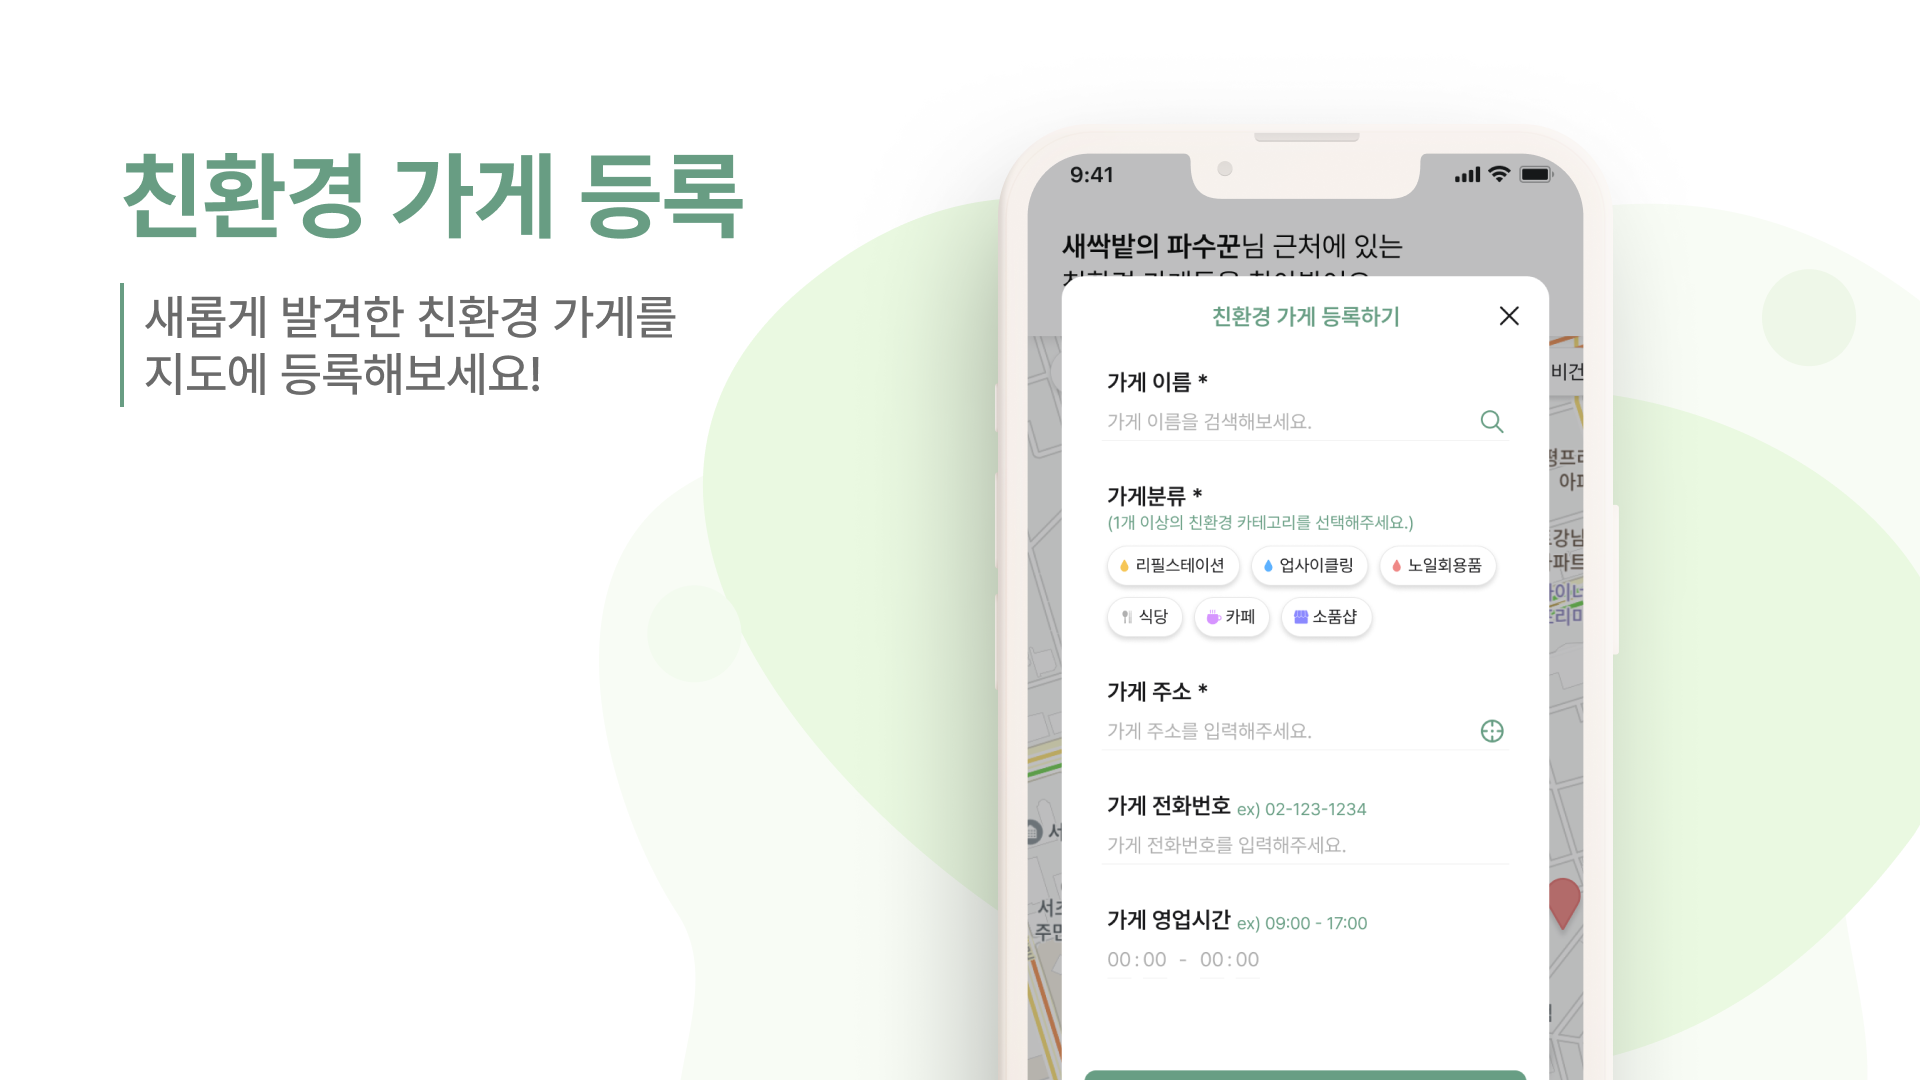 친환경 가게 등록
새롭게 발견한 친환경 가게를
지도에 등록해보세요!
9:41
새싹밭의 파수꾼님 근처에 있는
친환경 가게 등록하기
가게 이름 *
가게 이름을 검색해보세요.
가게분류 *
(1개 이상의 친환경 카테고리를 선택해주세요.)
리필스테이션 업사이클링 노일회용품
식당 카페 소품샵
가게 주소 *
가게 주소를 입력해주세요.
가게 전화번호 ex) 02-123-1234
가게 전화번호를 입력해주세요.
가게 영업시간 ex) 09:00 - 17:00
00 : 00 - 00 : 00
비건
강남